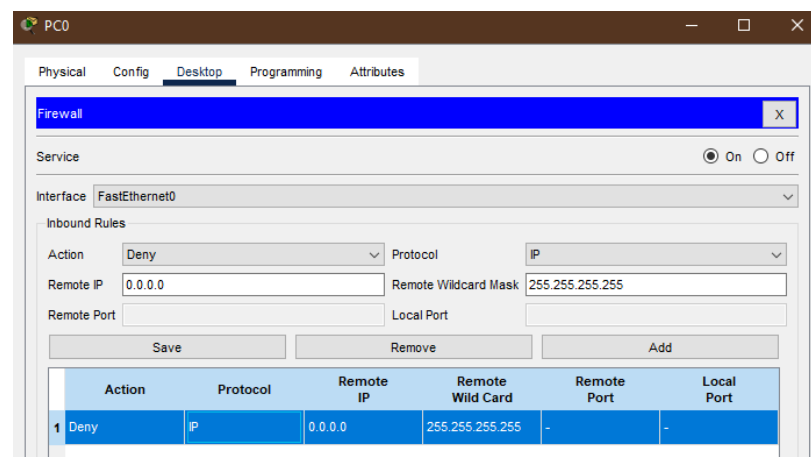 PC0
Physical Config Desktop Programming Attributes
Firewall X
Service On Off
Interface FastEthernet0
Inbound Rules
Action Deny Protocol IP
Remote IP 0.0.0.0 Remote Wildcard Mask 255.255.255.255
Remote Port Local Port
Save Remove Add
Action Protocol Remote IP Remote Wild Card Remote Port Local Port
1 Deny IP 0.0.0.0 255.255.255.255 - -